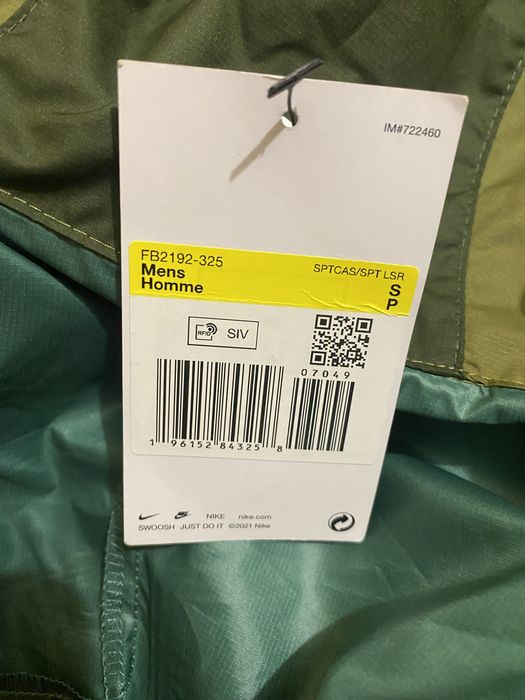 IM#722460
FB2192-325
SPTCAS/SPT LSR
Mens
Homme
S
P
RFID
SIV
07049
1 96152 84325 8
NIKE nike.com
SWOOSH JUST DO IT ©2021 Nike